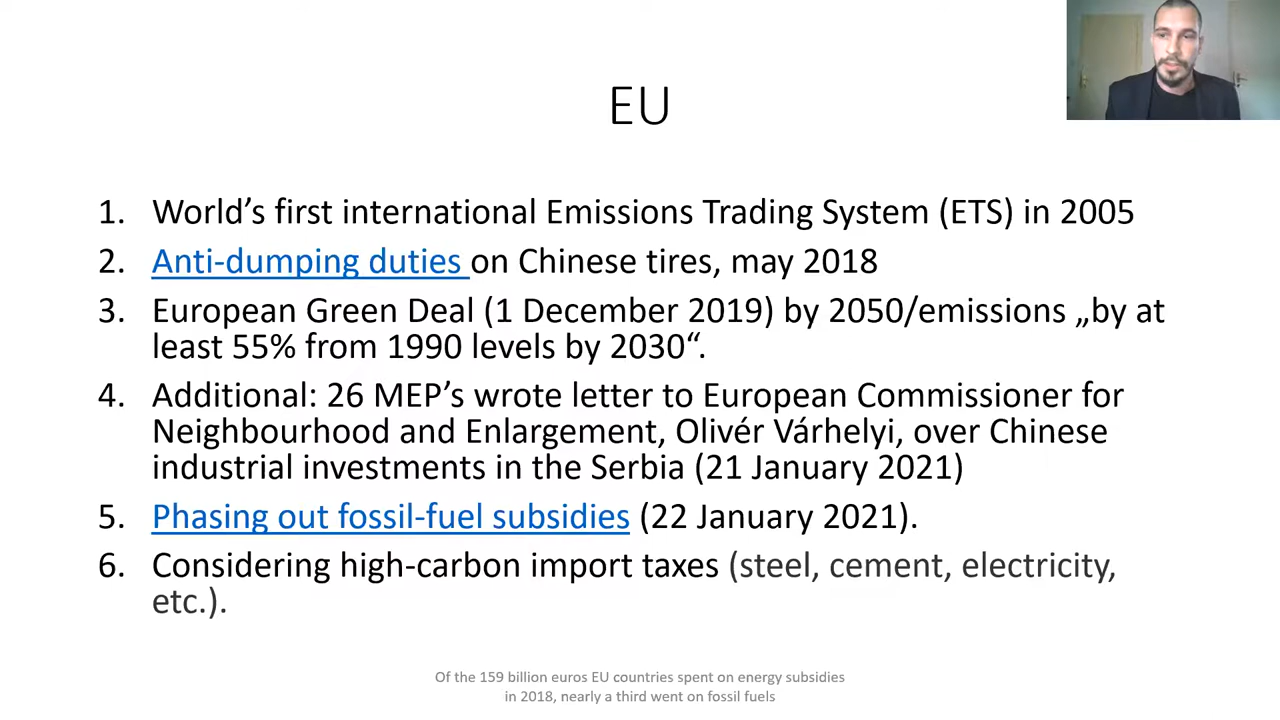 EU
1. World’s first international Emissions Trading System (ETS) in 2005
2. Anti-dumping duties on Chinese tires, may 2018
3. European Green Deal (1 December 2019) by 2050/emissions „by at
least 55% from 1990 levels by 2030“.
4. Additional: 26 MEP’s wrote letter to European Commissioner for
Neighbourhood and Enlargement, Olivér Várhelyi, over Chinese
industrial investments in the Serbia (21 January 2021)
5. Phasing out fossil-fuel subsidies (22 January 2021).
6. Considering high-carbon import taxes (steel, cement, electricity,
etc.).
Of the 159 billion euros EU countries spent on energy subsidies
in 2018, nearly a third went on fossil fuels